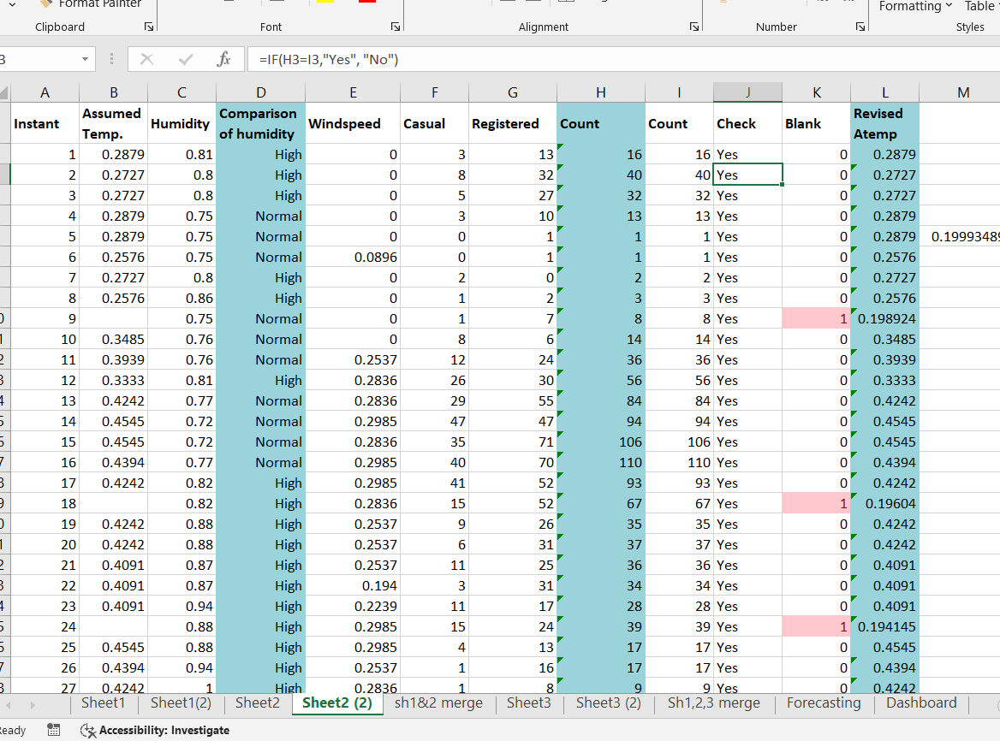 Format Painter
Formatting
Table
Clipboard Font Alignment Number Styles
3 fx =IF(H3=I3,"Yes", "No")
A B C D E F G H I J K L M
Instant Assumed Temp. Humidity Comparison of humidity Windspeed Casual Registered Count Count Check Blank Revised Atemp
1 0.2879 0.81 High 0 3 13 16 16 Yes 0 0.2879
2 0.2727 0.8 High 0 8 32 40 40 Yes 0 0.2727
3 0.2727 0.8 High 0 5 27 32 32 Yes 0 0.2727
4 0.2879 0.75 Normal 0 3 10 13 13 Yes 0 0.2879
5 0.2879 0.75 Normal 0 0 1 1 1 Yes 0 0.2879 0.1999348
6 0.2576 0.75 Normal 0.0896 0 1 1 1 Yes 0 0.2576
7 0.2727 0.8 High 0 2 0 2 2 Yes 0 0.2727
8 0.2576 0.86 High 0 1 2 3 3 Yes 0 0.2576
9 0.75 Normal 0 1 7 8 8 Yes 1 0.198924
10 0.3485 0.76 Normal 0 8 6 14 14 Yes 0 0.3485
11 0.3939 0.76 Normal 0.2537 12 24 36 36 Yes 0 0.3939
12 0.3333 0.81 High 0.2836 26 30 56 56 Yes 0 0.3333
13 0.4242 0.77 Normal 0.2836 29 55 84 84 Yes 0 0.4242
14 0.4545 0.72 Normal 0.2985 47 47 94 94 Yes 0 0.4545
15 0.4545 0.72 Normal 0.2836 35 71 106 106 Yes 0 0.4545
16 0.4394 0.77 Normal 0.2985 40 70 110 110 Yes 0 0.4394
17 0.4242 0.82 High 0.2985 41 52 93 93 Yes 0 0.4242
18 0.82 High 0.2836 15 52 67 67 Yes 1 0.19604
19 0.4242 0.88 High 0.2537 9 26 35 35 Yes 0 0.4242
20 0.4242 0.88 High 0.2537 6 31 37 37 Yes 0 0.4242
21 0.4091 0.87 High 0.2537 11 25 36 36 Yes 0 0.4091
22 0.4091 0.87 High 0.194 3 31 34 34 Yes 0 0.4091
23 0.4091 0.94 High 0.2239 11 17 28 28 Yes 0 0.4091
24 0.88 High 0.2985 15 24 39 39 Yes 1 0.194145
25 0.4545 0.88 High 0.2985 4 13 17 17 Yes 0 0.4545
26 0.4394 0.94 High 0.2537 1 16 17 17 Yes 0 0.4394
27 0.4242 1 High 0.2836 1 8 9 9 Yes 0 0.4242
Sheet1 Sheet1(2) Sheet2 Sheet2 (2) sh1&2 merge Sheet3 Sheet3 (2) Sh1,2,3 merge Forecasting Dashboard
eady Accessibility: Investigate